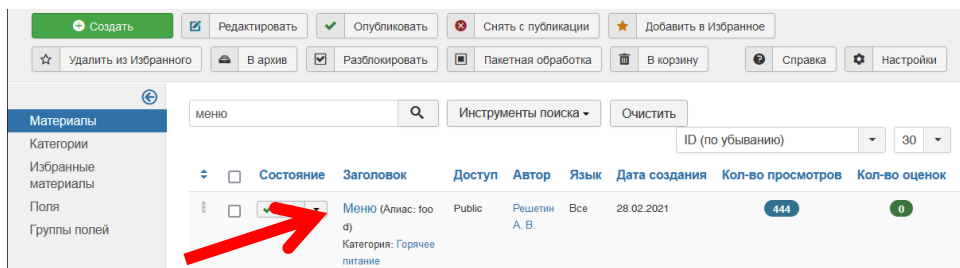 Создать Редактировать Опубликовать Снять с публикации Добавить в Избранное
Удалить из Избранного В архив Разблокировать Пакетная обработка В корзину Справка Настройки
Материалы
Категории
Избранные
материалы
Поля
Группы полей
меню Инструменты поиска Очистить
ID (по убыванию) 30
Состояние Заголовок Доступ Автор Язык Дата создания Кол-во просмотров Кол-во оценок
Меню (Алиас: foo Public Решетин Все 28.02.2021 444 0
d) А. В.
Категория: Горячее
питание